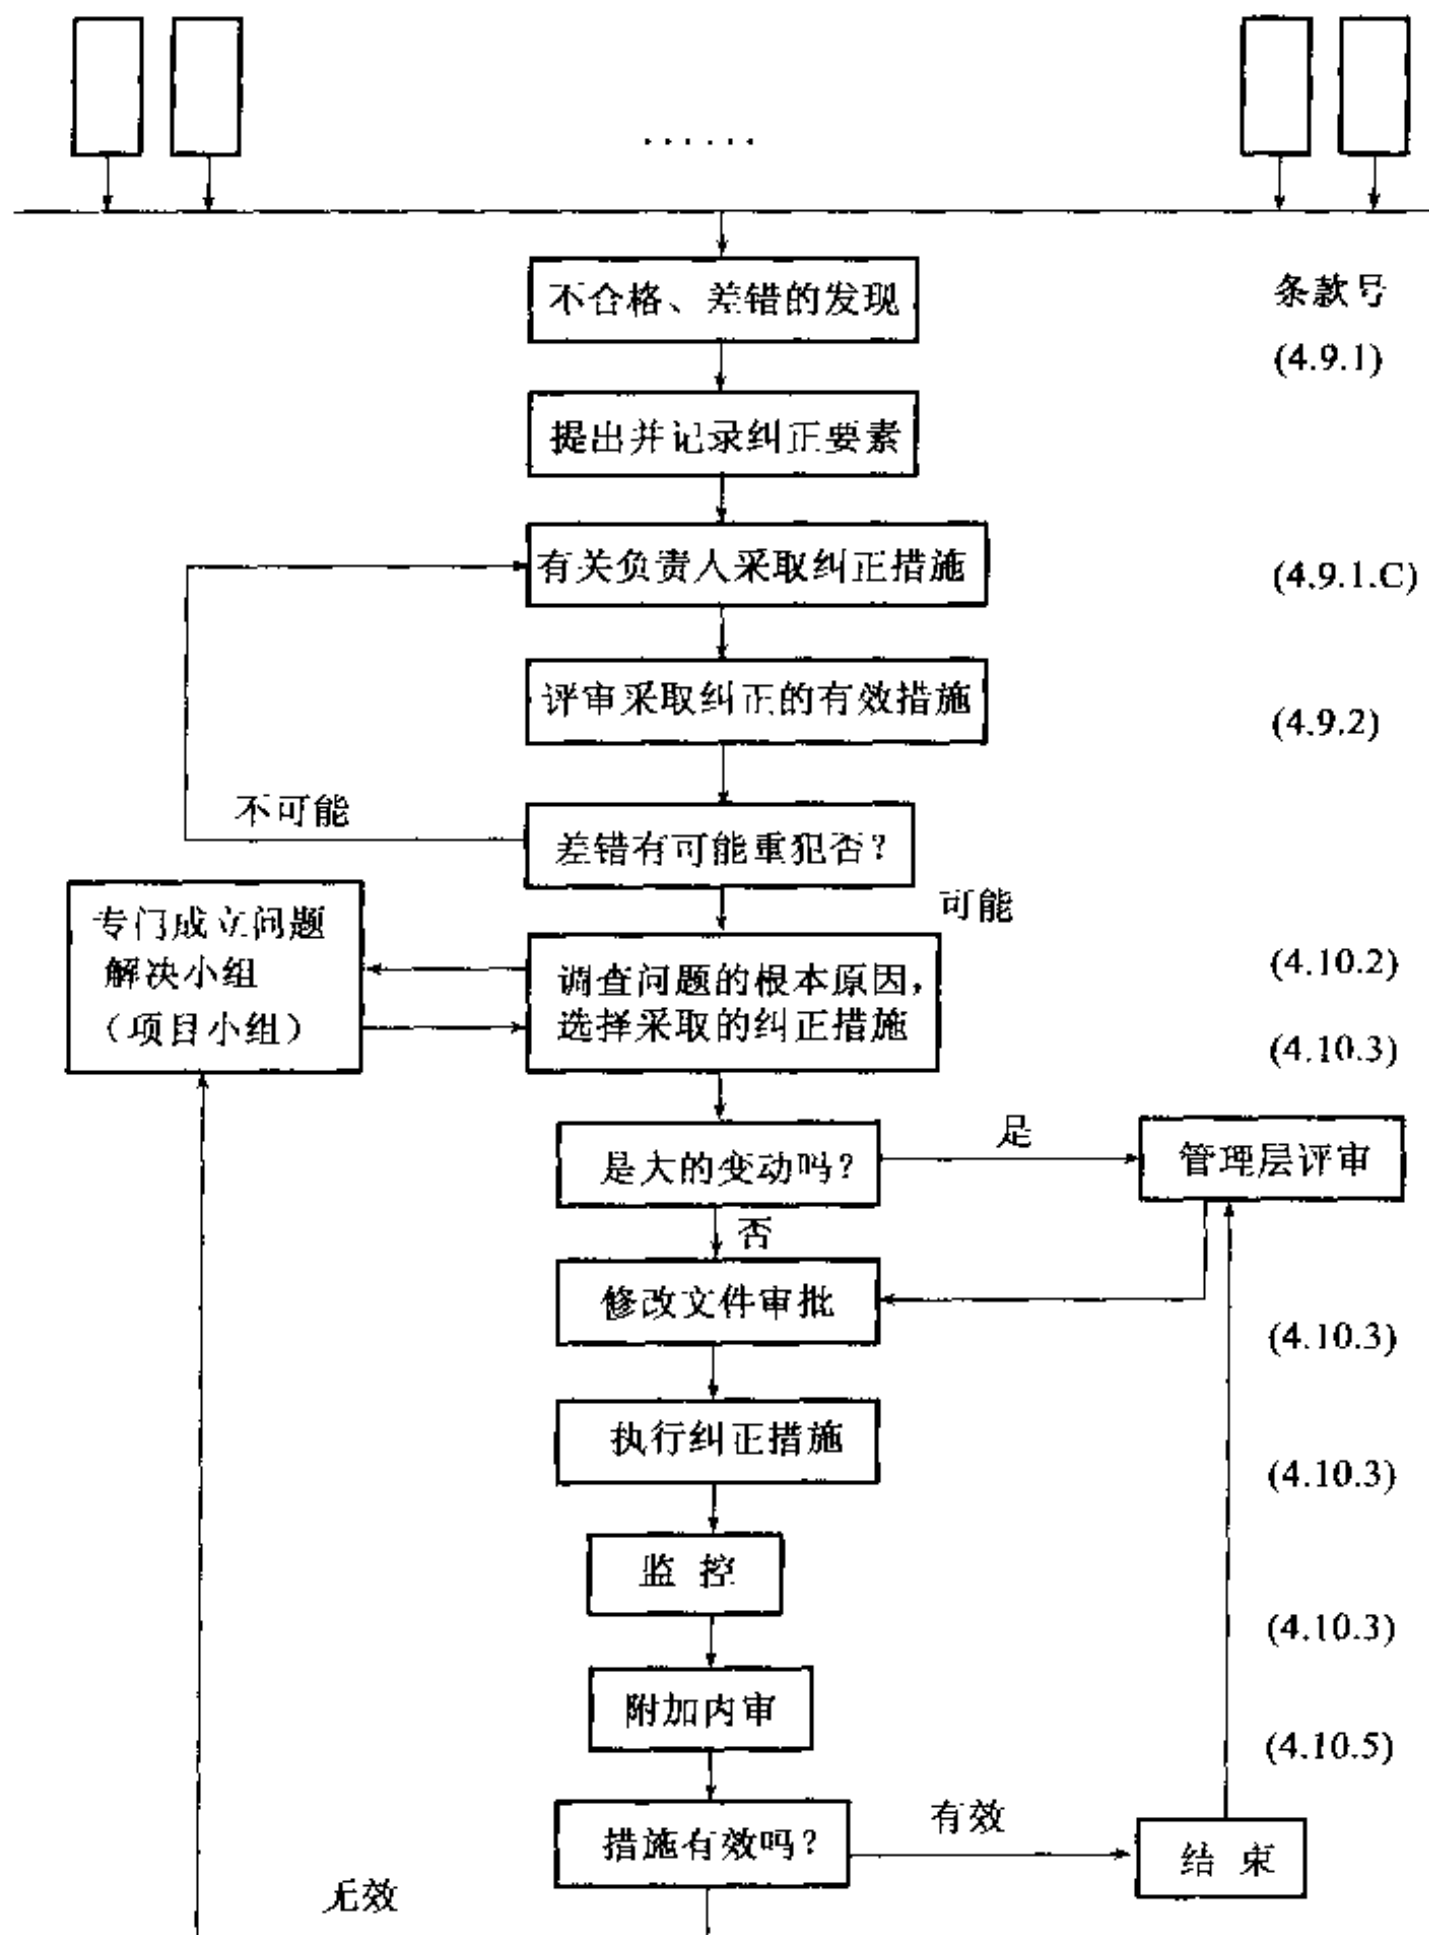 ......
不合格、差错的发现
条款号
(4.9.1)
提出并记录纠正要素
有关负责人采取纠正措施
(4.9.1.C)
评审采取纠正的有效措施
(4.9.2)
不可能
差错有可能重犯否?
可能
专门成立问题
解决小组
(项目小组)
调查问题的根本原因,
选择采取的纠正措施
(4.10.2)
(4.10.3)
是大的变动吗?
是
管理层评审
否
修改文件审批
(4.10.3)
执行纠正措施
(4.10.3)
监 控
(4.10.3)
附加内审
(4.10.5)
措施有效吗?
有效
结 束
无效